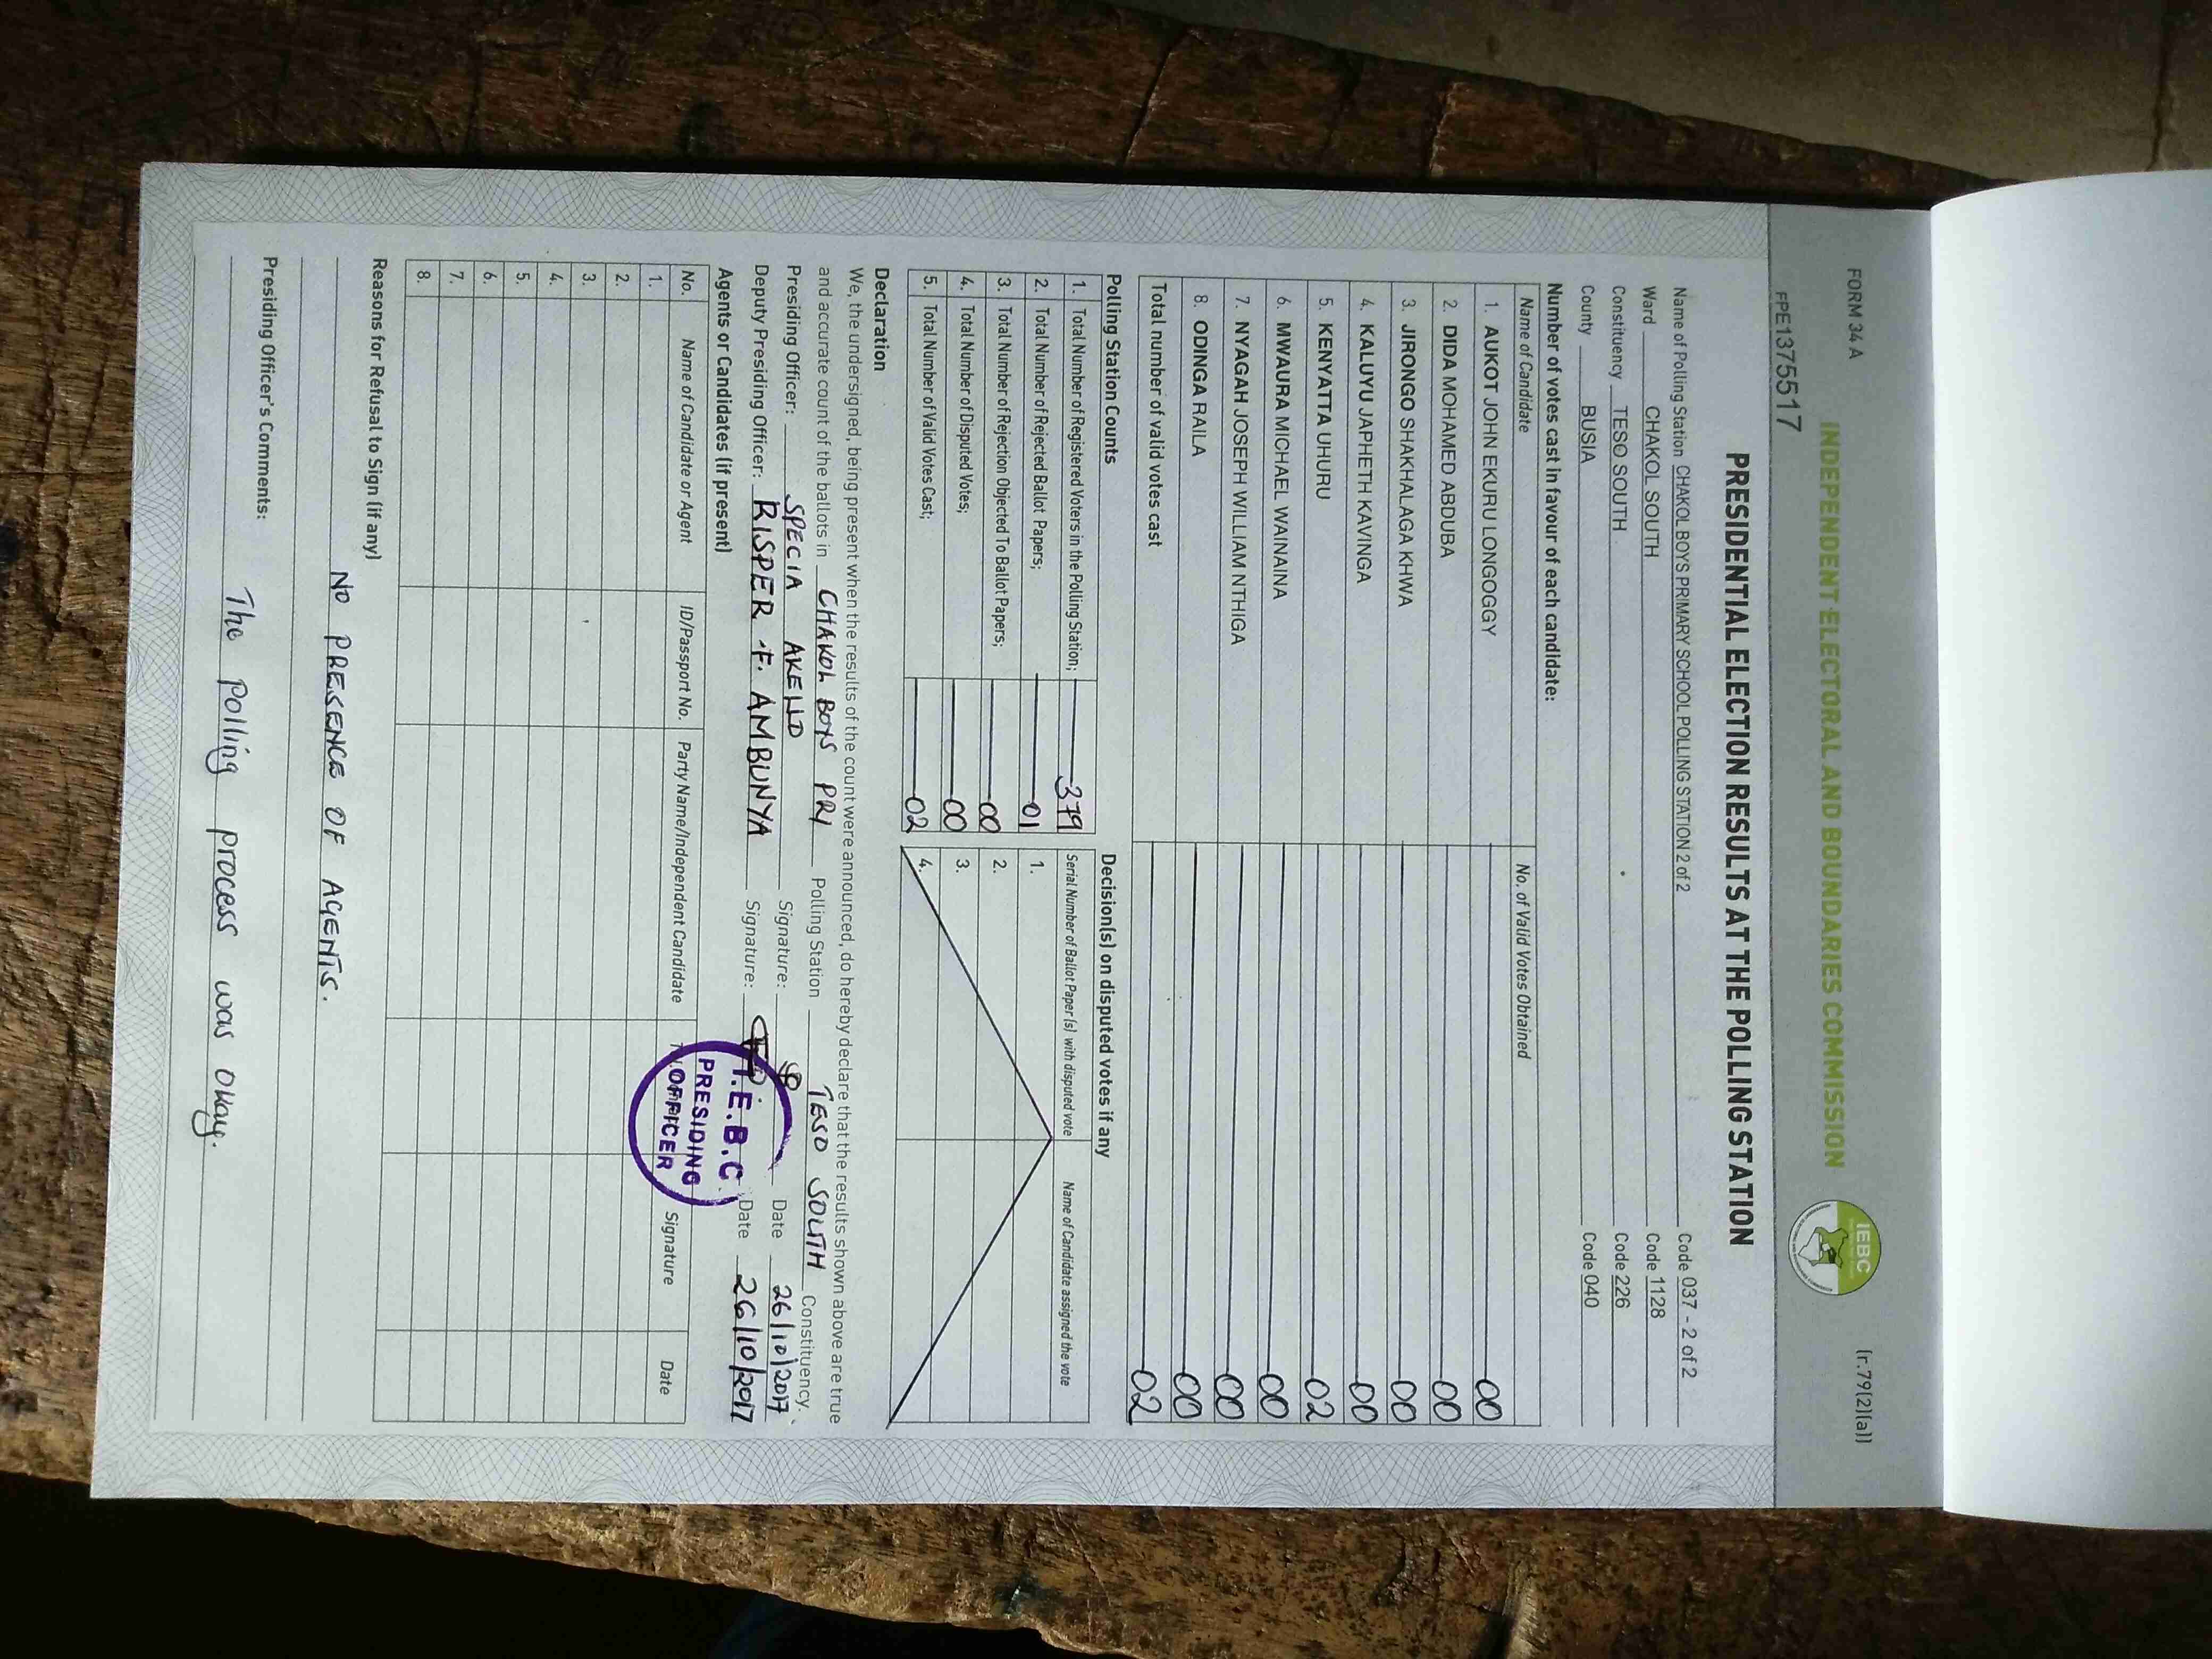 FORM 34 A
(r.79(2)(a))
INDEPENDENT ELECTORAL AND BOUNDARIES COMMISSION
IEBC
FPE1375517
PRESIDENTIAL ELECTION RESULTS AT THE POLLING STATION
Name of Polling Station CHAKOL BOYS PRIMARY SCHOOL POLLING STATION 2 of 2 Code 037 - 2 of 2
Ward CHAKOL SOUTH Code 1128
Constituency TESO SOUTH Code 226
County BUSIA Code 040
Number of votes cast in favour of each candidate:
Name of Candidate No. of Valid Votes Obtained
1. AUKOT JOHN EKURU LONGOGGY 00
2. DIDA MOHAMED ABDUBA 00
3. JIRONGO SHAKHALAGA KHWA 00
4. KALUYU JAPHETH KAVINGA 00
5. KENYATTA UHURU 02
6. MWAURA MICHAEL WAINAINA 00
7. NYAGAH JOSEPH WILLIAM NTHIGA 00
8. ODINGA RAILA 00
Total number of valid votes cast 02
Polling Station Counts
1. Total Number of Registered Voters in the Polling Station; 379
2. Total Number of Rejected Ballot Papers; 01
3. Total Number of Rejection Objected To Ballot Papers; 00
4. Total Number of Disputed Votes; 00
5. Total Number of Valid Votes Cast; 02
Decision(s) on disputed votes if any
Serial Number of Ballot Paper (s) with disputed vote Name of Candidate assigned the vote
1.
2.
3.
4.
Declaration
We, the undersigned, being present when the results of the count were announced, do hereby declare that the results shown above are true
and accurate count of the ballots in CHAKOL BOYS PRI Polling Station TESO SOUTH Constituency.
Presiding Officer: SPECIA AKELLO Signature: Date 26/10/2017
Deputy Presiding Officer: RISPER F. AMBUNYA Signature: Date 26/10/2017
I.E.B.C
PRESIDING
OFFICER
Agents or Candidates (if present)
No. Name of Candidate or Agent ID/Passport No. Party Name/Independent Candidate Signature Date
1.
2.
3.
4.
5.
6.
7.
8.
Reasons for Refusal to Sign (if any)
NO PRESENCE OF AGENTS.
Presiding Officer's Comments:
The polling process was okay.